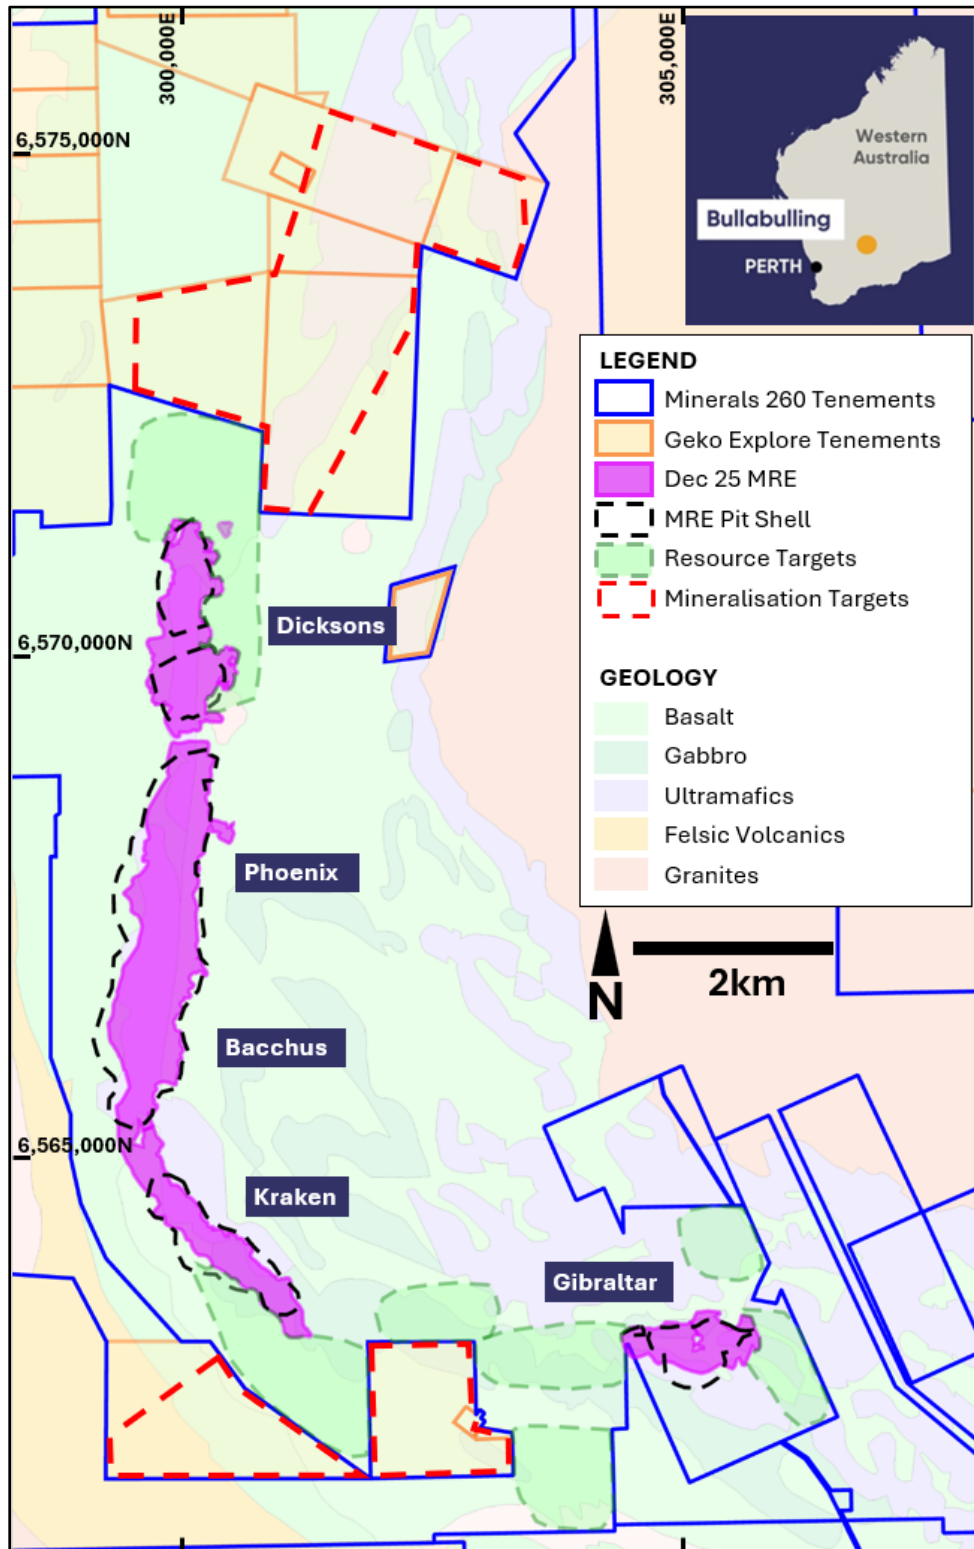 300,000E
305,000E
6,575,000N
Western
Australia
Bullabulling
PERTH
LEGEND
Minerals 260 Tenements
Geko Explore Tenements
Dec 25 MRE
MRE Pit Shell
Resource Targets
Mineralisation Targets
Dicksons
6,570,000N
GEOLOGY
Basalt
Gabbro
Ultramafics
Felsic Volcanics
Granites
Phoenix
N
2km
Bacchus
6,565,000N
Kraken
Gibraltar